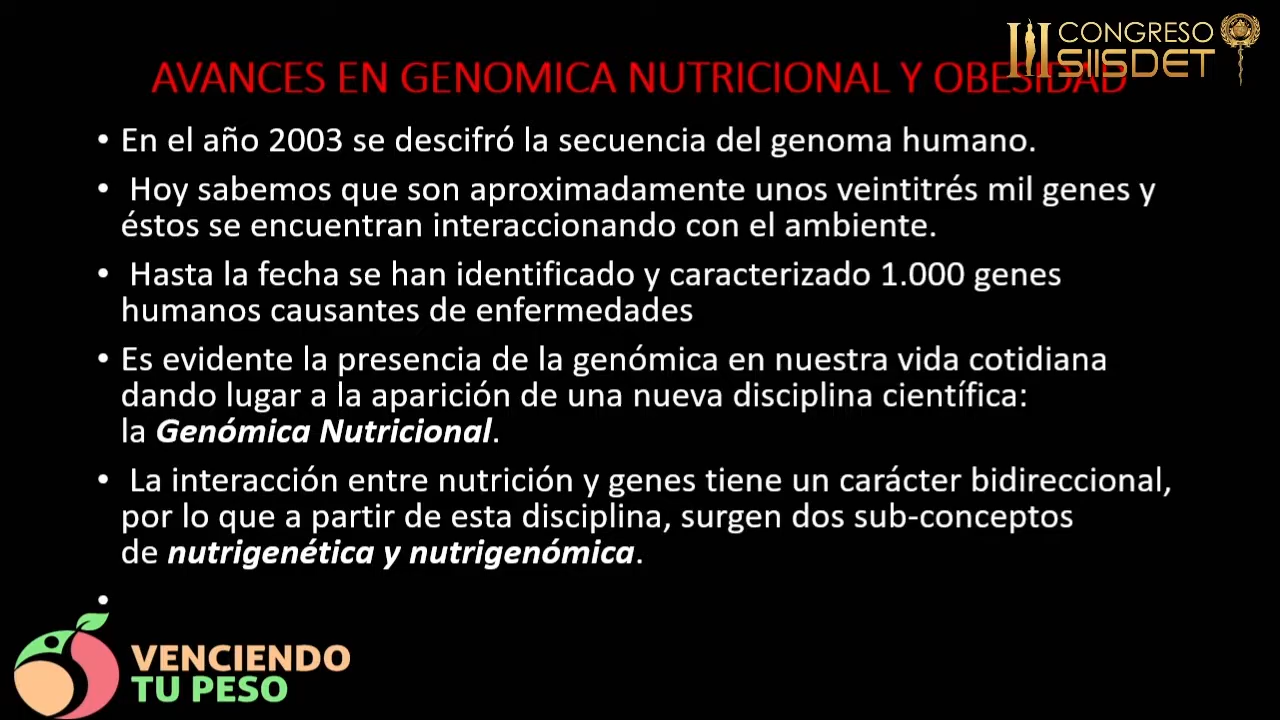 III CONGRESO
SIISDET
AVANCES EN GENOMICA NUTRICIONAL Y OBESIDAD
• En el año 2003 se descifró la secuencia del genoma humano.
• Hoy sabemos que son aproximadamente unos veintitrés mil genes y
éstos se encuentran interaccionando con el ambiente.
• Hasta la fecha se han identificado y caracterizado 1.000 genes
humanos causantes de enfermedades
• Es evidente la presencia de la genómica en nuestra vida cotidiana
dando lugar a la aparición de una nueva disciplina científica:
la Genómica Nutricional.
• La interacción entre nutrición y genes tiene un carácter bidireccional,
por lo que a partir de esta disciplina, surgen dos sub-conceptos
de nutrigenética y nutrigenómica.
•
VENCIENDO
TU PESO